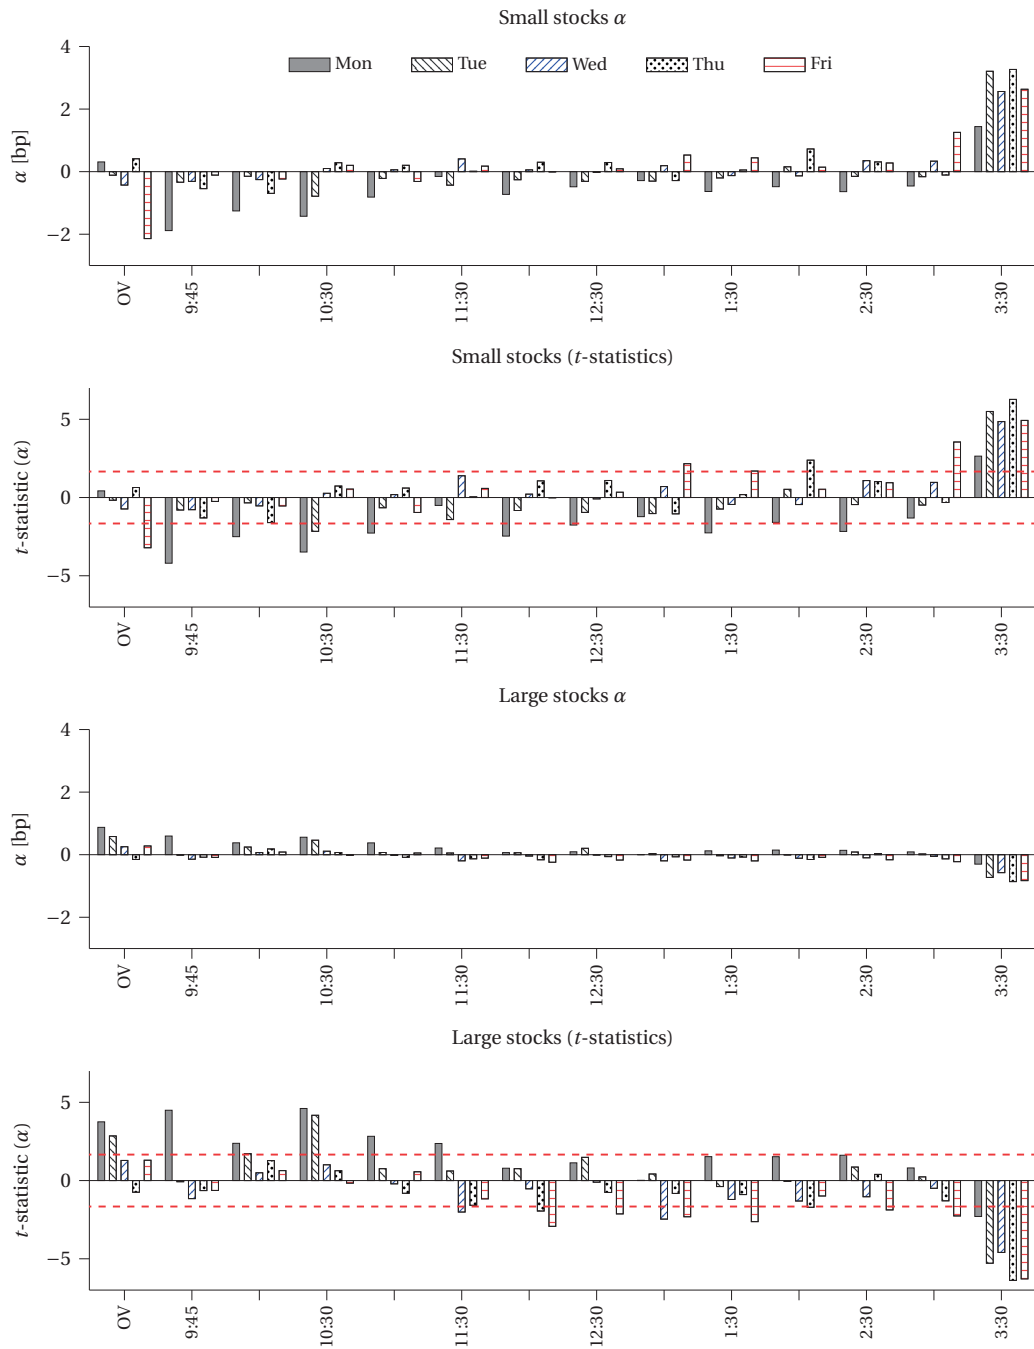 Small stocks α
4
2
0
−2
α [bp]
Mon Tue Wed Thu Fri
OV 9:45 10:30 11:30 12:30 1:30 2:30 3:30
Small stocks (t-statistics)
5
0
−5
t-statistic (α)
OV 9:45 10:30 11:30 12:30 1:30 2:30 3:30
Large stocks α
4
2
0
−2
α [bp]
OV 9:45 10:30 11:30 12:30 1:30 2:30 3:30
Large stocks (t-statistics)
5
0
−5
t-statistic (α)
OV 9:45 10:30 11:30 12:30 1:30 2:30 3:30